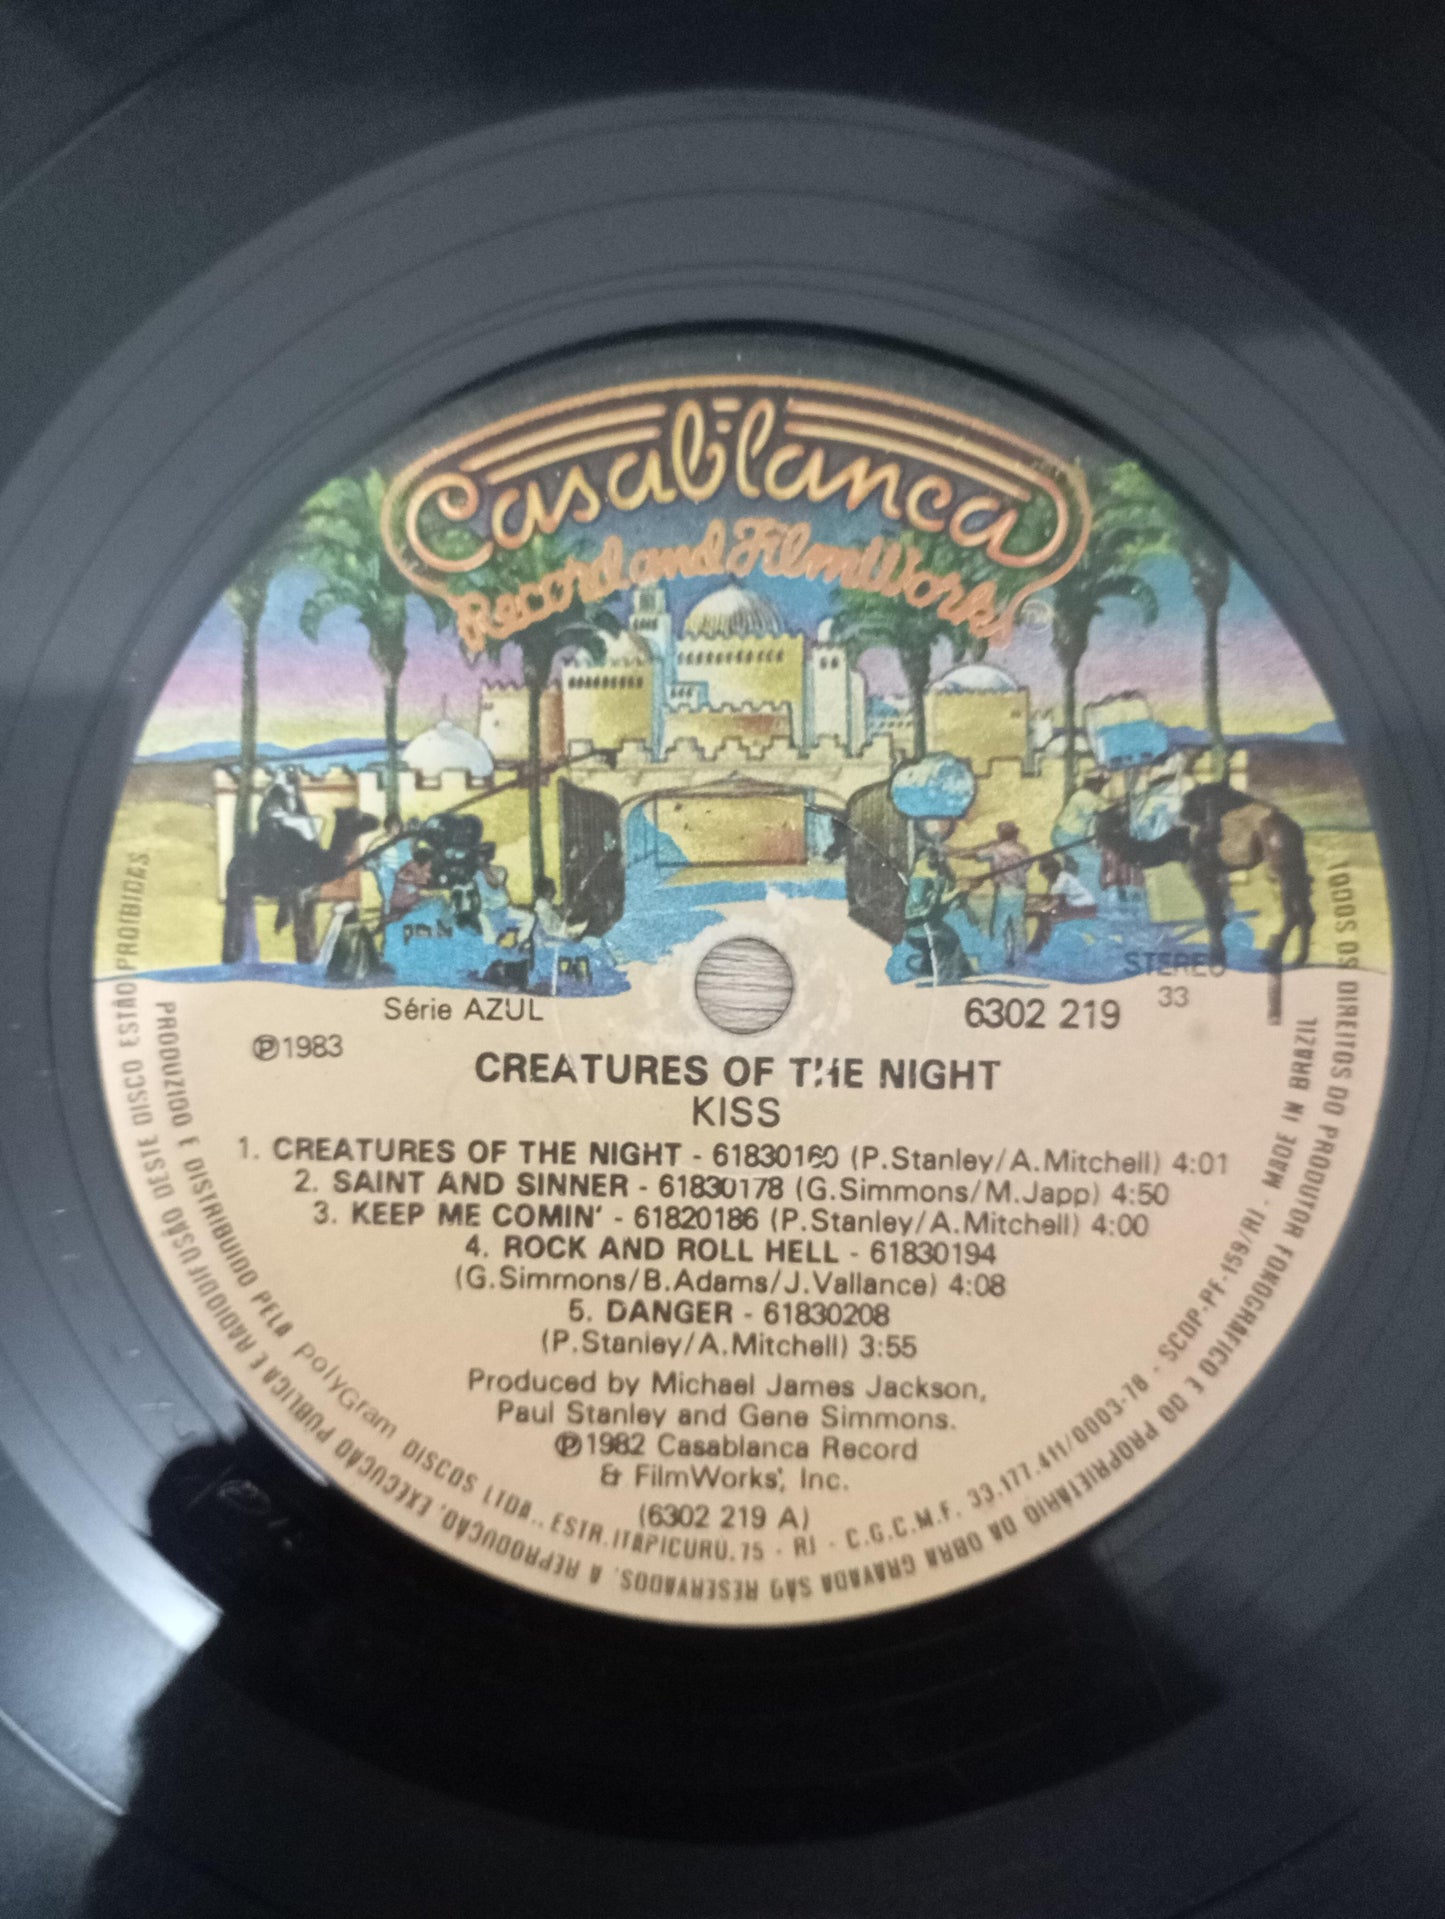 Casablanca
Record and FilmWorks
STEREO
33
Série AZUL
6302 219
℗1983
CREATURES OF THE NIGHT
KISS
1. CREATURES OF THE NIGHT - 61830160 (P.Stanley/A.Mitchell) 4:01
2. SAINT AND SINNER - 61830178 (G.Simmons/M.Japp) 4:50
3. KEEP ME COMIN' - 61820186 (P.Stanley/A.Mitchell) 4:00
4. ROCK AND ROLL HELL - 61830194
(G.Simmons/B.Adams/J.Vallance) 4:08
5. DANGER - 61830208
(P.Stanley/A.Mitchell) 3:55
Produced by Michael James Jackson,
Paul Stanley and Gene Simmons.
℗1982 Casablanca Record
& FilmWorks, Inc.
(6302 219 A)
PRODUZIDO E DISTRIBUIDO PELA polyGram DISCOS LTDA., ESTR.ITAPICURU,75 - RJ - C.G.C.M.F. 33.177.411/0003-78 - SCDP-PF-159/RJ - MADE IN BRAZIL
TODOS OS DIREITOS DO PRODUTOR FONOGRAFICO E DO PROPRIETARIO DA OBRA GRAVADA SÃO RESERVADOS. A REPRODUÇÃO, EXECUÇÃO PUBLICA E RADIODIFUSÃO DESTE DISCO ESTÃO PROIBIDAS.